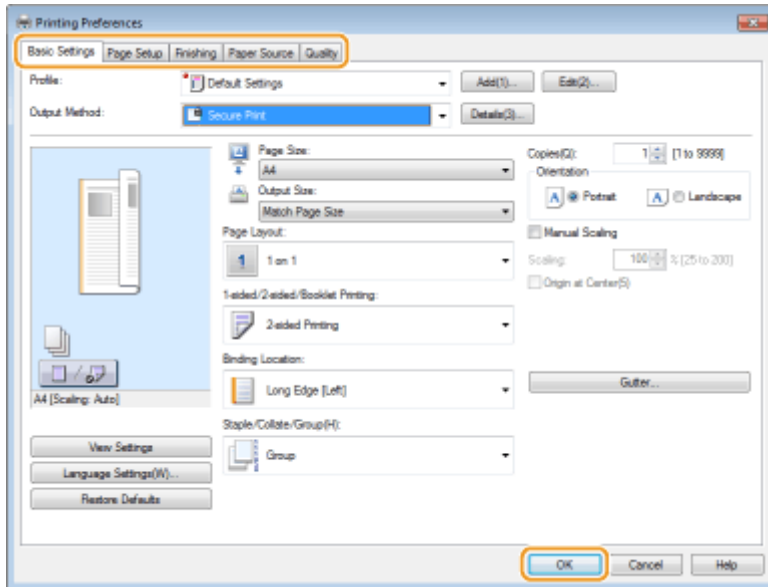 Printing Preferences
Basic Settings Page Setup Finishing Paper Source Quality
Profile: Default Settings Add(1)... Edit(2)...
Output Method: Secure Print Details(3)...
Page Size:
A4
Output Size:
Match Page Size
Page Layout:
1 1 on 1
1-sided/2-sided/Booklet Printing:
2-sided Printing
Binding Location:
Long Edge [Left]
Staple/Collate/Group(H):
Group
Copies(Q): 1 [1 to 9999]
Orientation
A Portrait A Landscape
Manual Scaling
Scaling: 100 % [25 to 200]
Origin at Center(S)
Gutter...
A4 [Scaling: Auto]
View Settings
Language Settings(W)...
Restore Defaults
OK Cancel Help